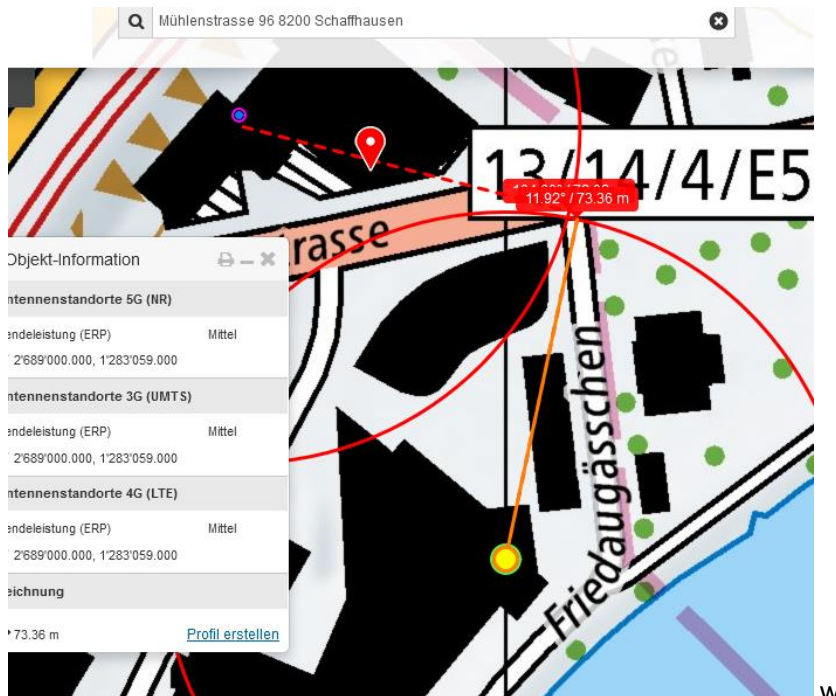 Mühlenstrasse 96 8200 Schaffhausen
13/14/4/E5
11.92° / 73.36 m
trasse
Objekt-Information
ntennenstandorte 5G (NR)
endeleistung (ERP) Mittel
2'689'000.000, 1'283'059.000
ntennenstandorte 3G (UMTS)
endeleistung (ERP) Mittel
2'689'000.000, 1'283'059.000
ntennenstandorte 4G (LTE)
endeleistung (ERP) Mittel
2'689'000.000, 1'283'059.000
eichnung
73.36 m Profil erstellen
Friedaugässchen
w